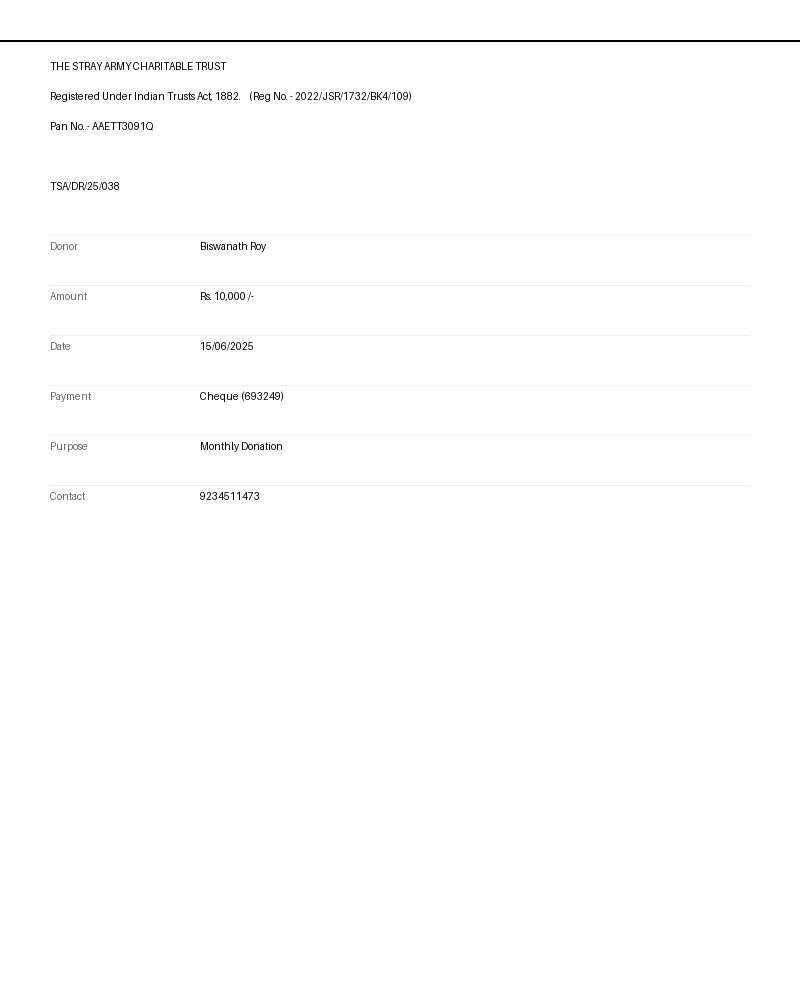 THE STRAY ARMY CHARITABLE TRUST
Registered Under Indian Trusts Act, 1882. (Reg No. - 2022/JSR/1732/BK4/109)
Pan No. - AAETT3091Q
TSA/DR/25/038
Donor Biswanath Roy
Amount Rs. 10,000 /-
Date 15/06/2025
Payment Cheque (693249)
Purpose Monthly Donation
Contact 9234511473